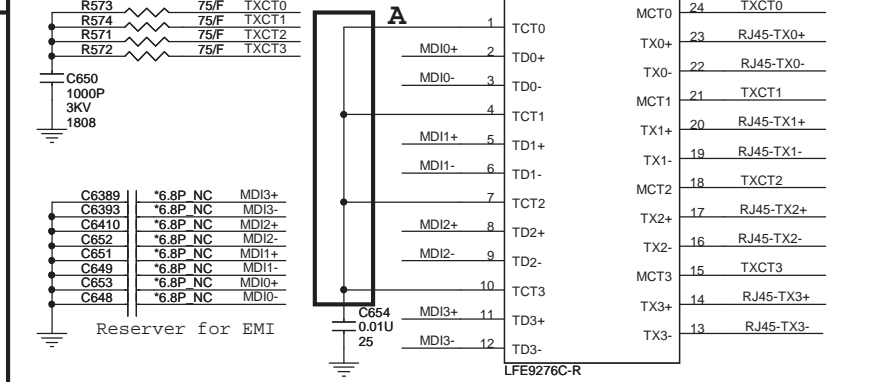 R573 75/F TXCT0
R574 75/F TXCT1
R571 75/F TXCT2
R572 75/F TXCT3
C650
1000P
3KV
1808
C6389 *6.8P_NC MDI3+
C6393 *6.8P_NC MDI3-
C6410 *6.8P_NC MDI2+
C652 *6.8P_NC MDI2-
C651 *6.8P_NC MDI1+
C649 *6.8P_NC MDI1-
C653 *6.8P_NC MDI0+
C648 *6.8P_NC MDI0-
Reserver for EMI
A
1 TCT0
MDI0+ 2 TD0+
MDI0- 3 TD0-
4 TCT1
MDI1+ 5 TD1+
MDI1- 6 TD1-
7 TCT2
MDI2+ 8 TD2+
MDI2- 9 TD2-
10 TCT3
MDI3+ 11 TD3+
MDI3- 12 TD3-
C654
0.01U
25
MCT0 24 TXCT0
TX0+ 23 RJ45-TX0+
TX0- 22 RJ45-TX0-
MCT1 21 TXCT1
TX1+ 20 RJ45-TX1+
TX1- 19 RJ45-TX1-
MCT2 18 TXCT2
TX2+ 17 RJ45-TX2+
TX2- 16 RJ45-TX2-
MCT3 15 TXCT3
TX3+ 14 RJ45-TX3+
TX3- 13 RJ45-TX3-
LFE9276C-R